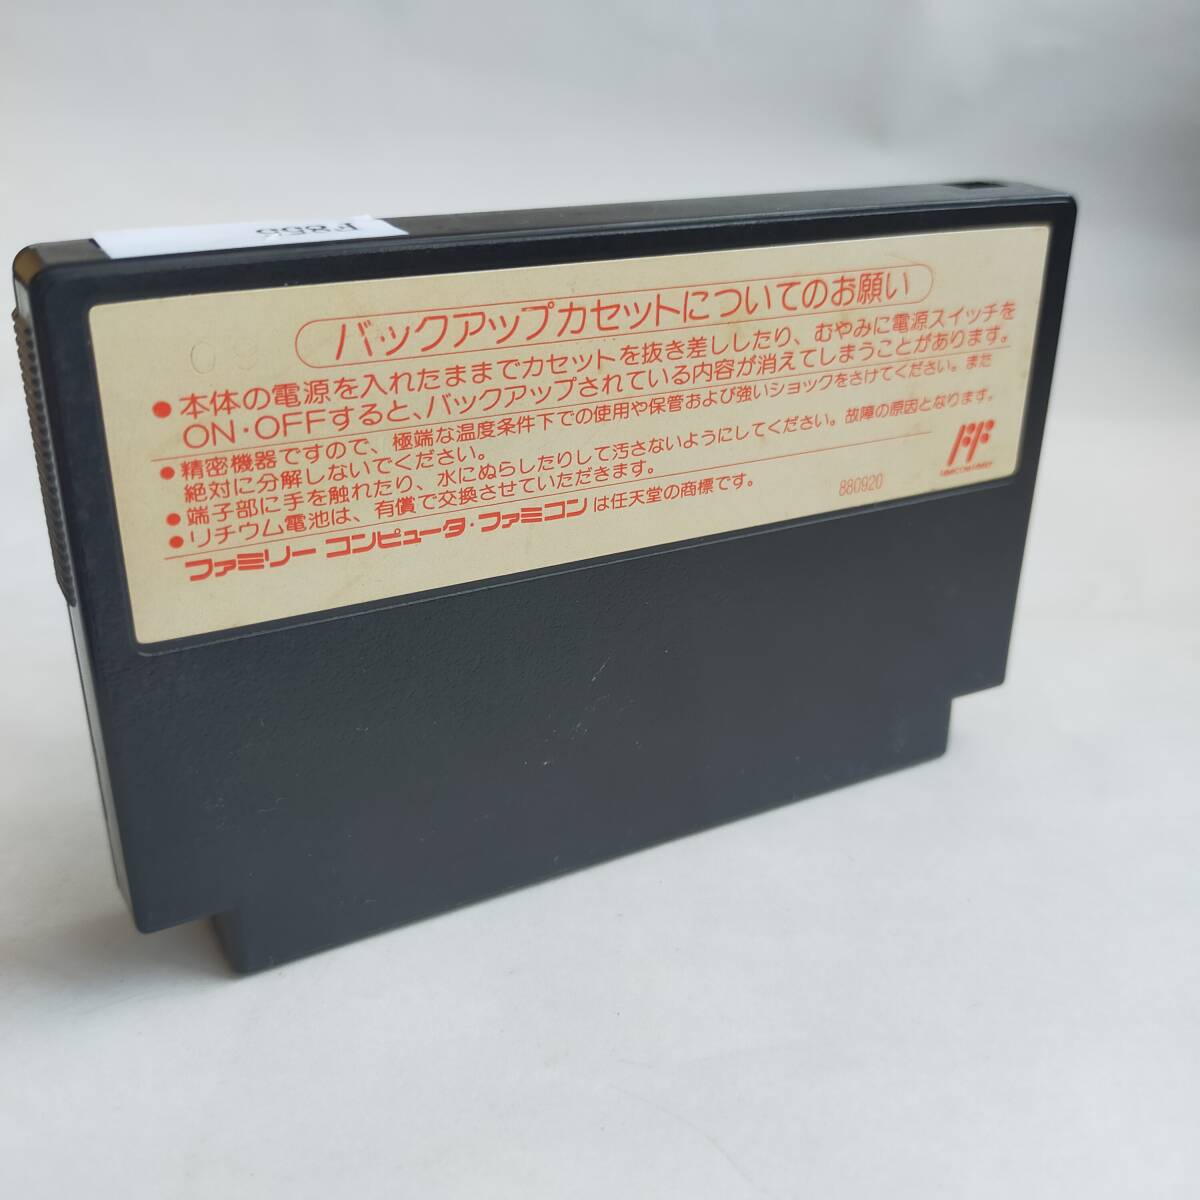 バックアップカセットについてのお願い
●本体の電源を入れたままでカセットを抜き差ししたり、むやみに電源スイッチを
ON・OFFすると、バックアップされている内容が消えてしまうことがあります。
●精密機器ですので、極端な温度条件下での使用や保管および強いショックをさけてください。また
絶対に分解しないでください。
●端子部に手を触れたり、水にぬらしたりして汚さないようにしてください。故障の原因となります。
●リチウム電池は、有償で交換させていただきます。
ファミリーコンピュータ・ファミコンは任天堂の商標です。
880920
FAMICOM FAMILY